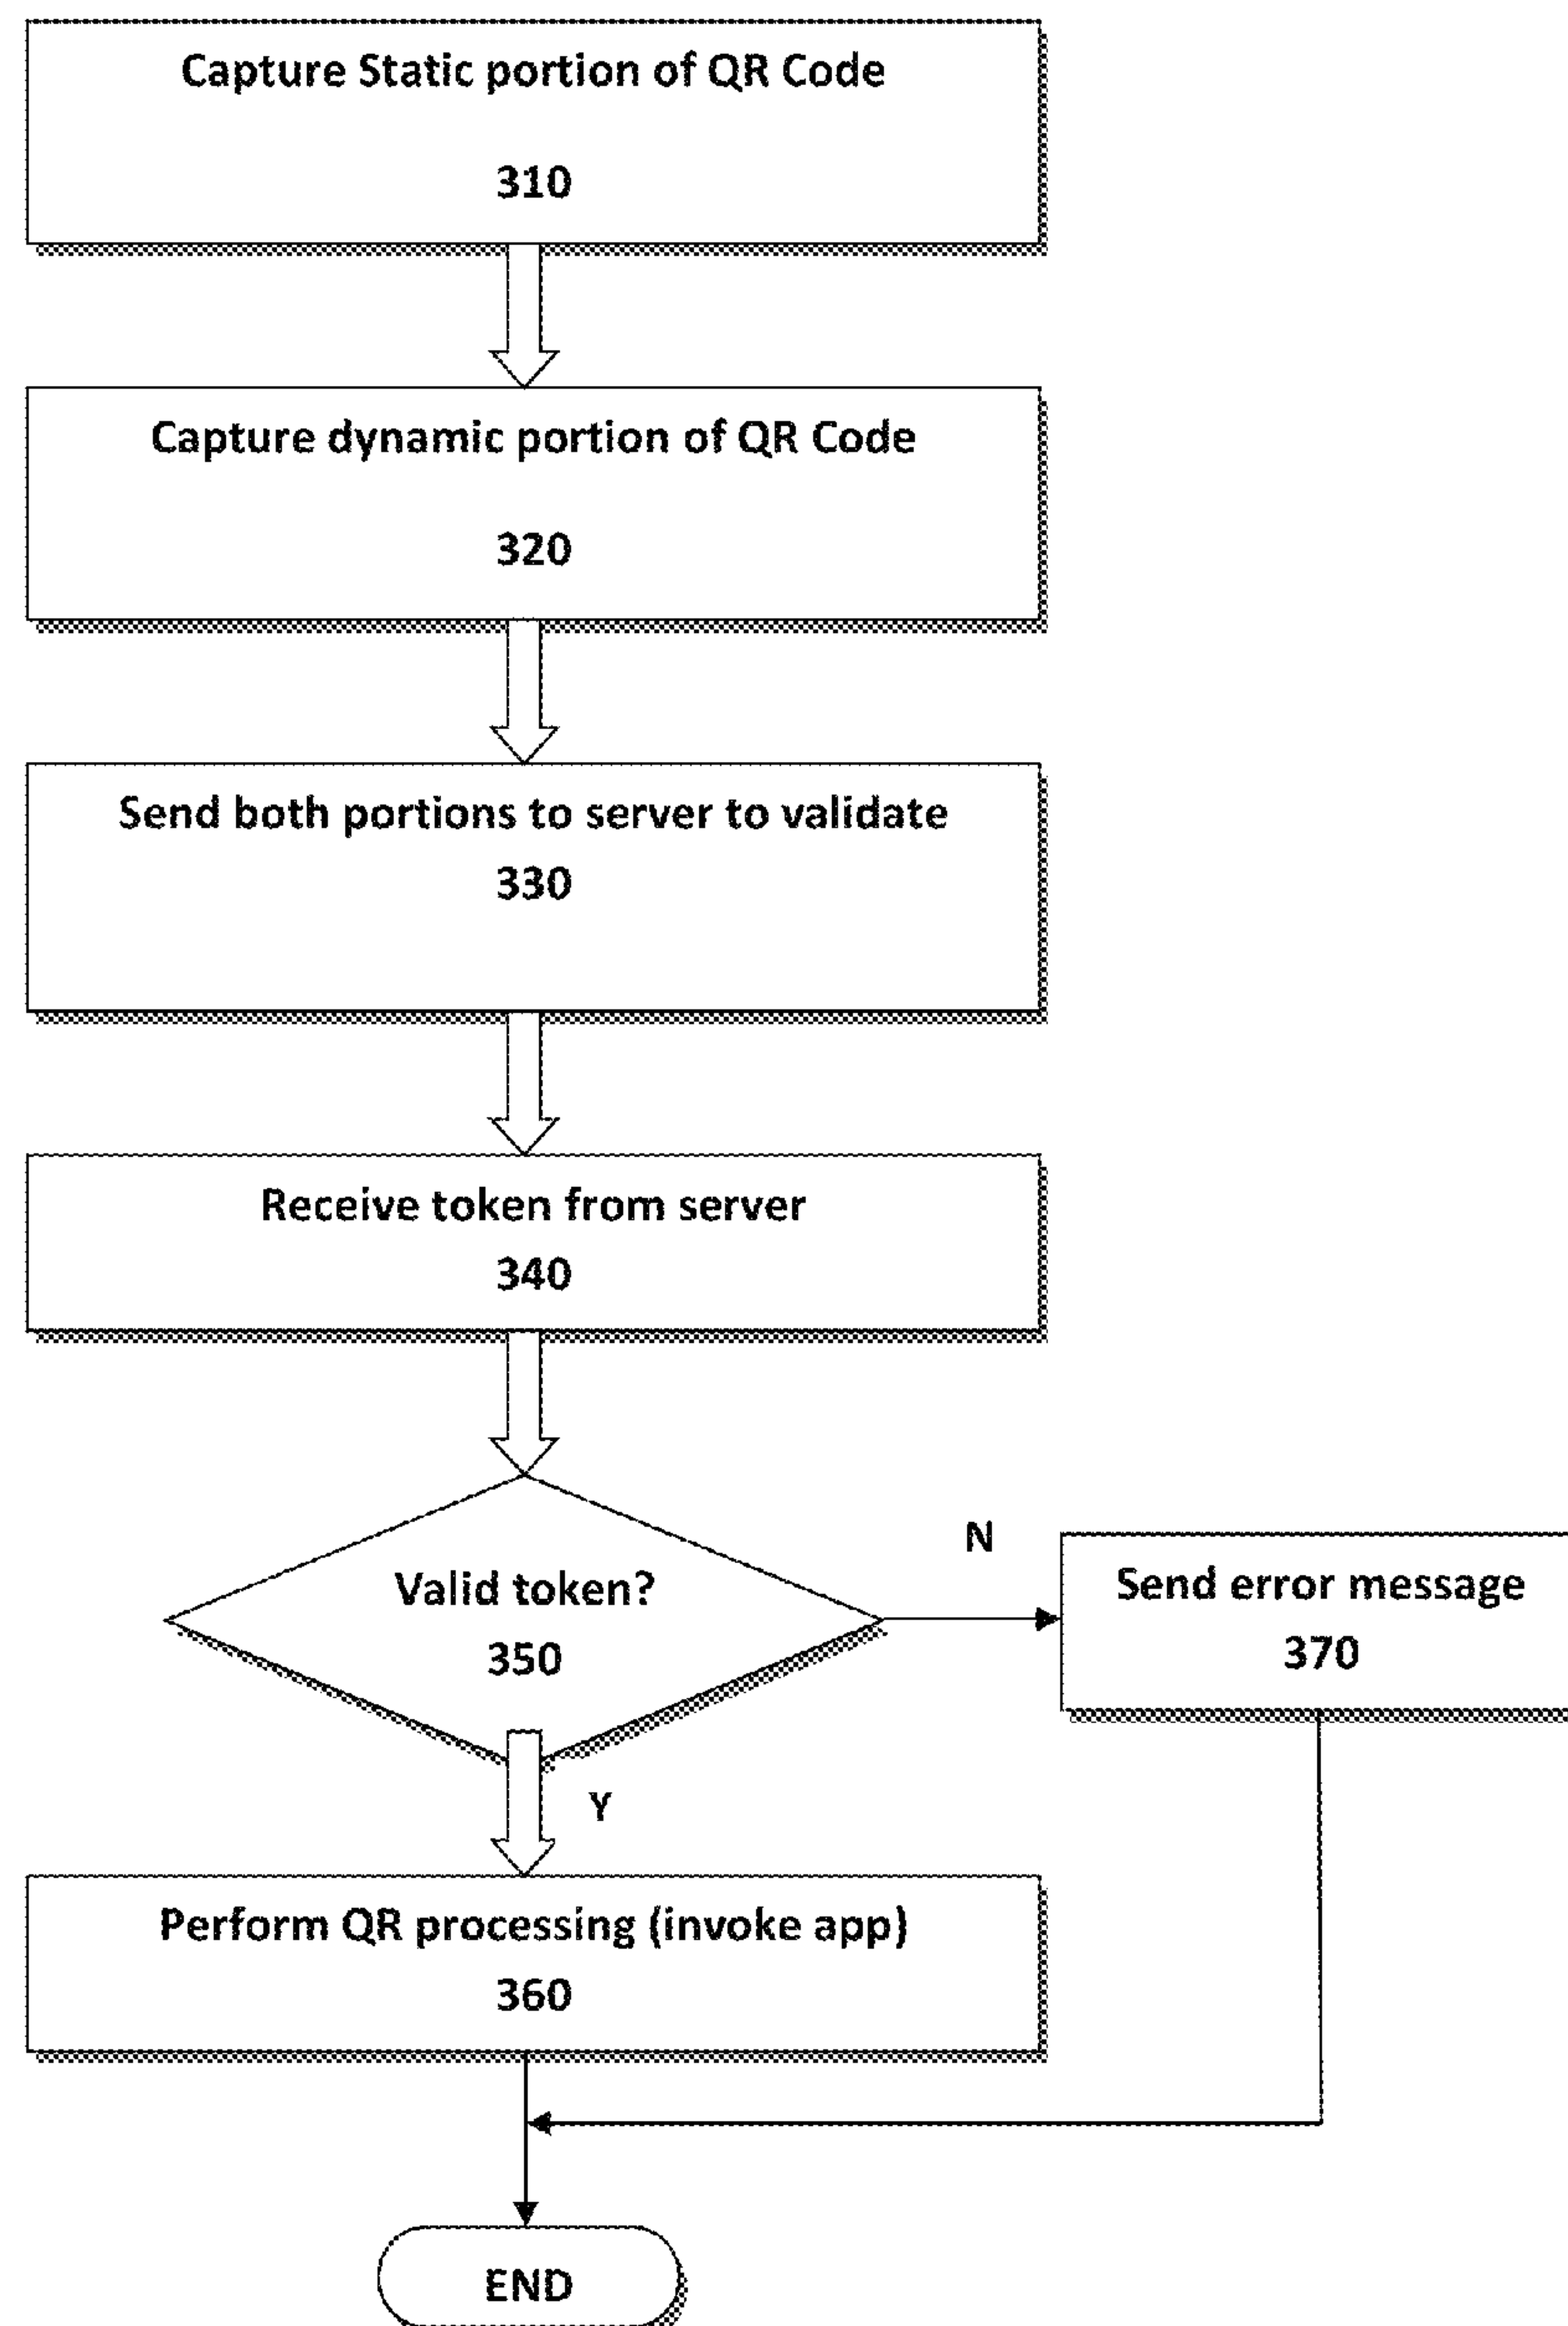 Capture Static portion of QR Code
310
Capture dynamic portion of QR Code
320
Send both portions to server to validate
330
Receive token from server
340
Valid token?
350
N
Send error message
370
Y
Perform QR processing (invoke app)
360
END